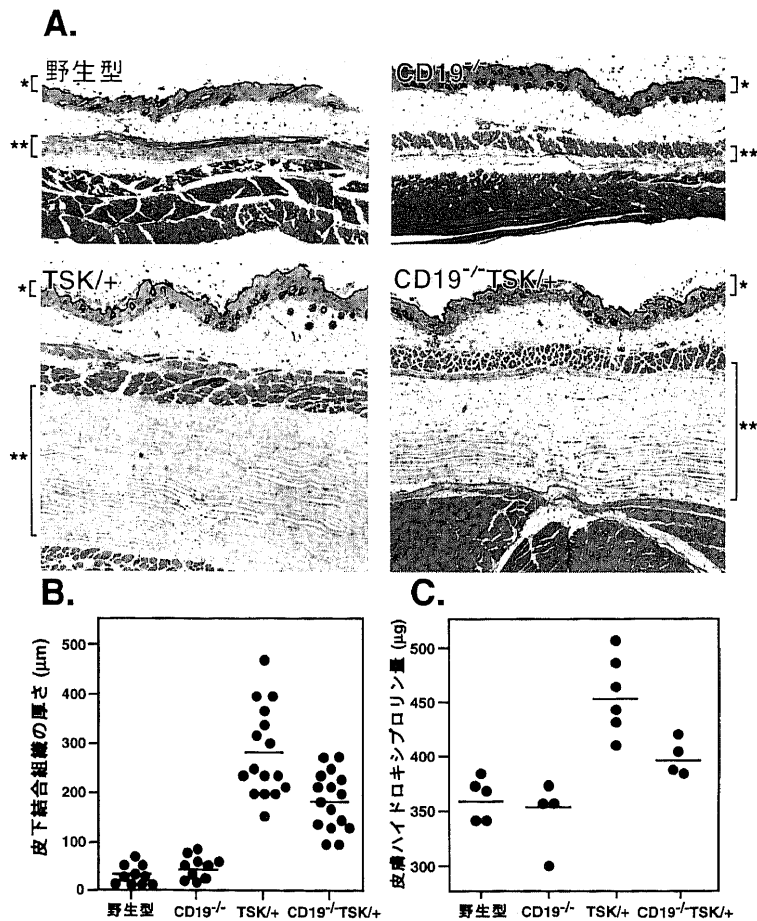 A.
野生型
CD19-/-
*
**
*
**
TSK/+
CD19-/-TSK/+
*
**
*
**
B.
皮下結合組織の厚さ (μm)
500
400
300
200
100
0
野生型
CD19-/-
TSK/+
CD19-/-TSK/+
C.
皮膚ハイドロキシプロリン量 (μg)
500
450
400
350
300
野生型
CD19-/-
TSK/+
CD19-/-TSK/+